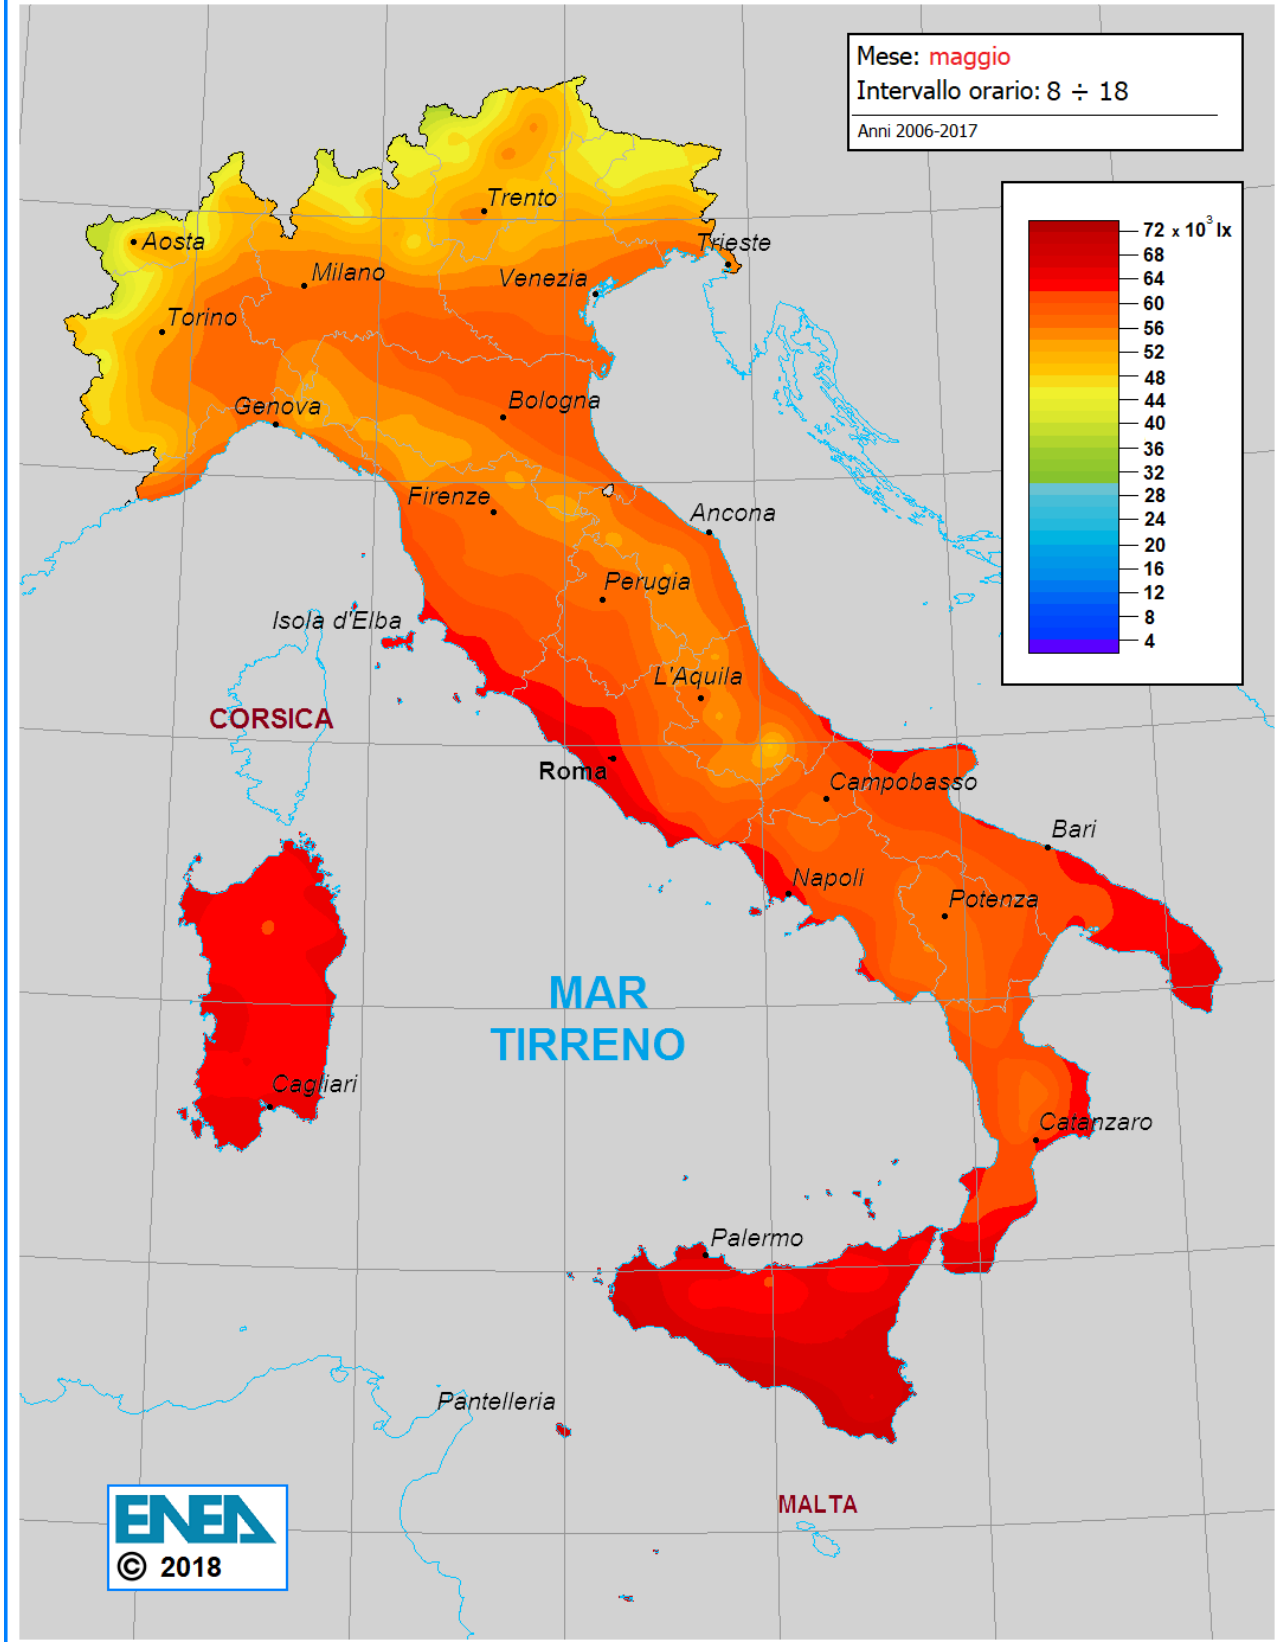 Mese: maggio
Intervallo orario: 8 ÷ 18
Anni 2006-2017
72 x 10³ lx
68
64
60
56
52
48
44
40
36
32
28
24
20
16
12
8
4
Trento
Aosta
Trieste
Milano
Venezia
Torino
Genova
Bologna
Firenze
Ancona
Perugia
Isola d'Elba
L'Aquila
CORSICA
Roma
Campobasso
Bari
Napoli
Potenza
MAR
TIRRENO
Cagliari
Catanzaro
Palermo
Pantelleria
MALTA
ENEA
© 2018